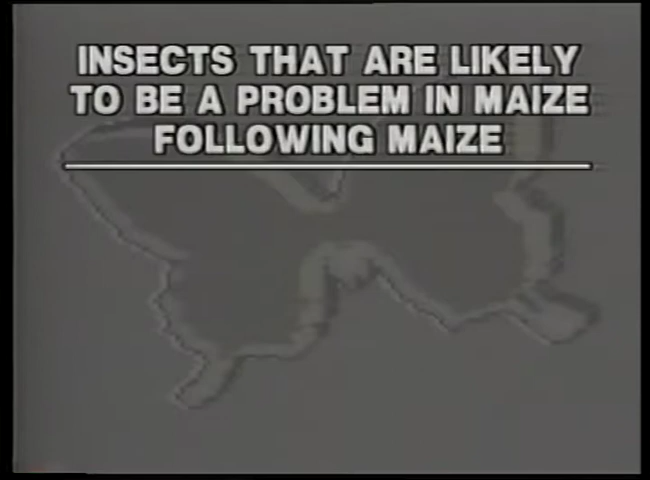 INSECTS THAT ARE LIKELY
TO BE A PROBLEM IN MAIZE
FOLLOWING MAIZE